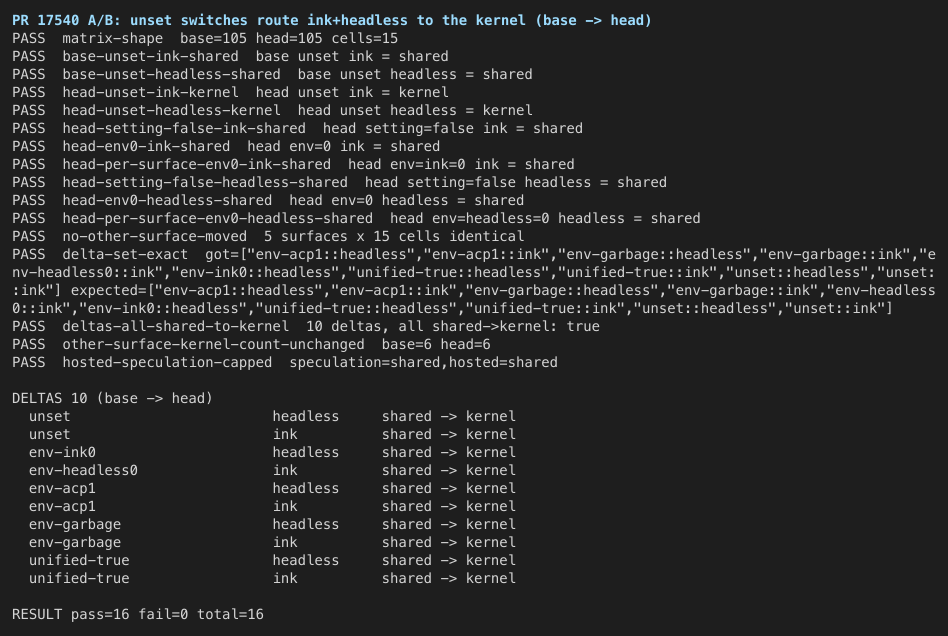 PR 17540 A/B: unset switches route ink+headless to the kernel (base -> head)
PASS  matrix-shape  base=105 head=105 cells=15
PASS  base-unset-ink-shared  base unset ink = shared
PASS  base-unset-headless-shared  base unset headless = shared
PASS  head-unset-ink-kernel  head unset ink = kernel
PASS  head-unset-headless-kernel  head unset headless = kernel
PASS  head-setting-false-ink-shared  head setting=false ink = shared
PASS  head-env0-ink-shared  head env=0 ink = shared
PASS  head-per-surface-env0-ink-shared  head env=ink=0 ink = shared
PASS  head-setting-false-headless-shared  head setting=false headless = shared
PASS  head-env0-headless-shared  head env=0 headless = shared
PASS  head-per-surface-env0-headless-shared  head env=headless=0 headless = shared
PASS  no-other-surface-moved  5 surfaces x 15 cells identical
PASS  delta-set-exact  got=["env-acp1::headless","env-acp1::ink","env-garbage::headless","env-garbage::ink","e
nv-headless0::ink","env-ink0::headless","unified-true::headless","unified-true::ink","unset::headless","unset:
:ink"] expected=["env-acp1::headless","env-acp1::ink","env-garbage::headless","env-garbage::ink","env-headless
0::ink","env-ink0::headless","unified-true::headless","unified-true::ink","unset::headless","unset::ink"]
PASS  deltas-all-shared-to-kernel  10 deltas, all shared->kernel: true
PASS  other-surface-kernel-count-unchanged  base=6 head=6
PASS  hosted-speculation-capped  speculation=shared,hosted=shared
DELTAS 10 (base -> head)
  unset                        headless     shared -> kernel
  unset                        ink          shared -> kernel
  env-ink0                     headless     shared -> kernel
  env-headless0                ink          shared -> kernel
  env-acp1                     headless     shared -> kernel
  env-acp1                     ink          shared -> kernel
  env-garbage                  headless     shared -> kernel
  env-garbage                  ink          shared -> kernel
  unified-true                 headless     shared -> kernel
  unified-true                 ink          shared -> kernel
RESULT pass=16 fail=0 total=16